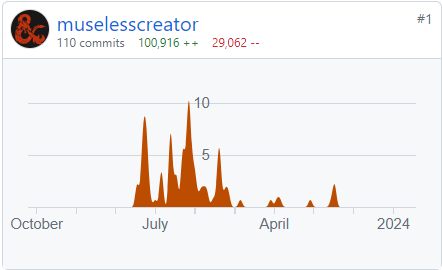 muselesscreator
#1
110 commits 100,916 ++ 29,062 --
10
5
October July April 2024